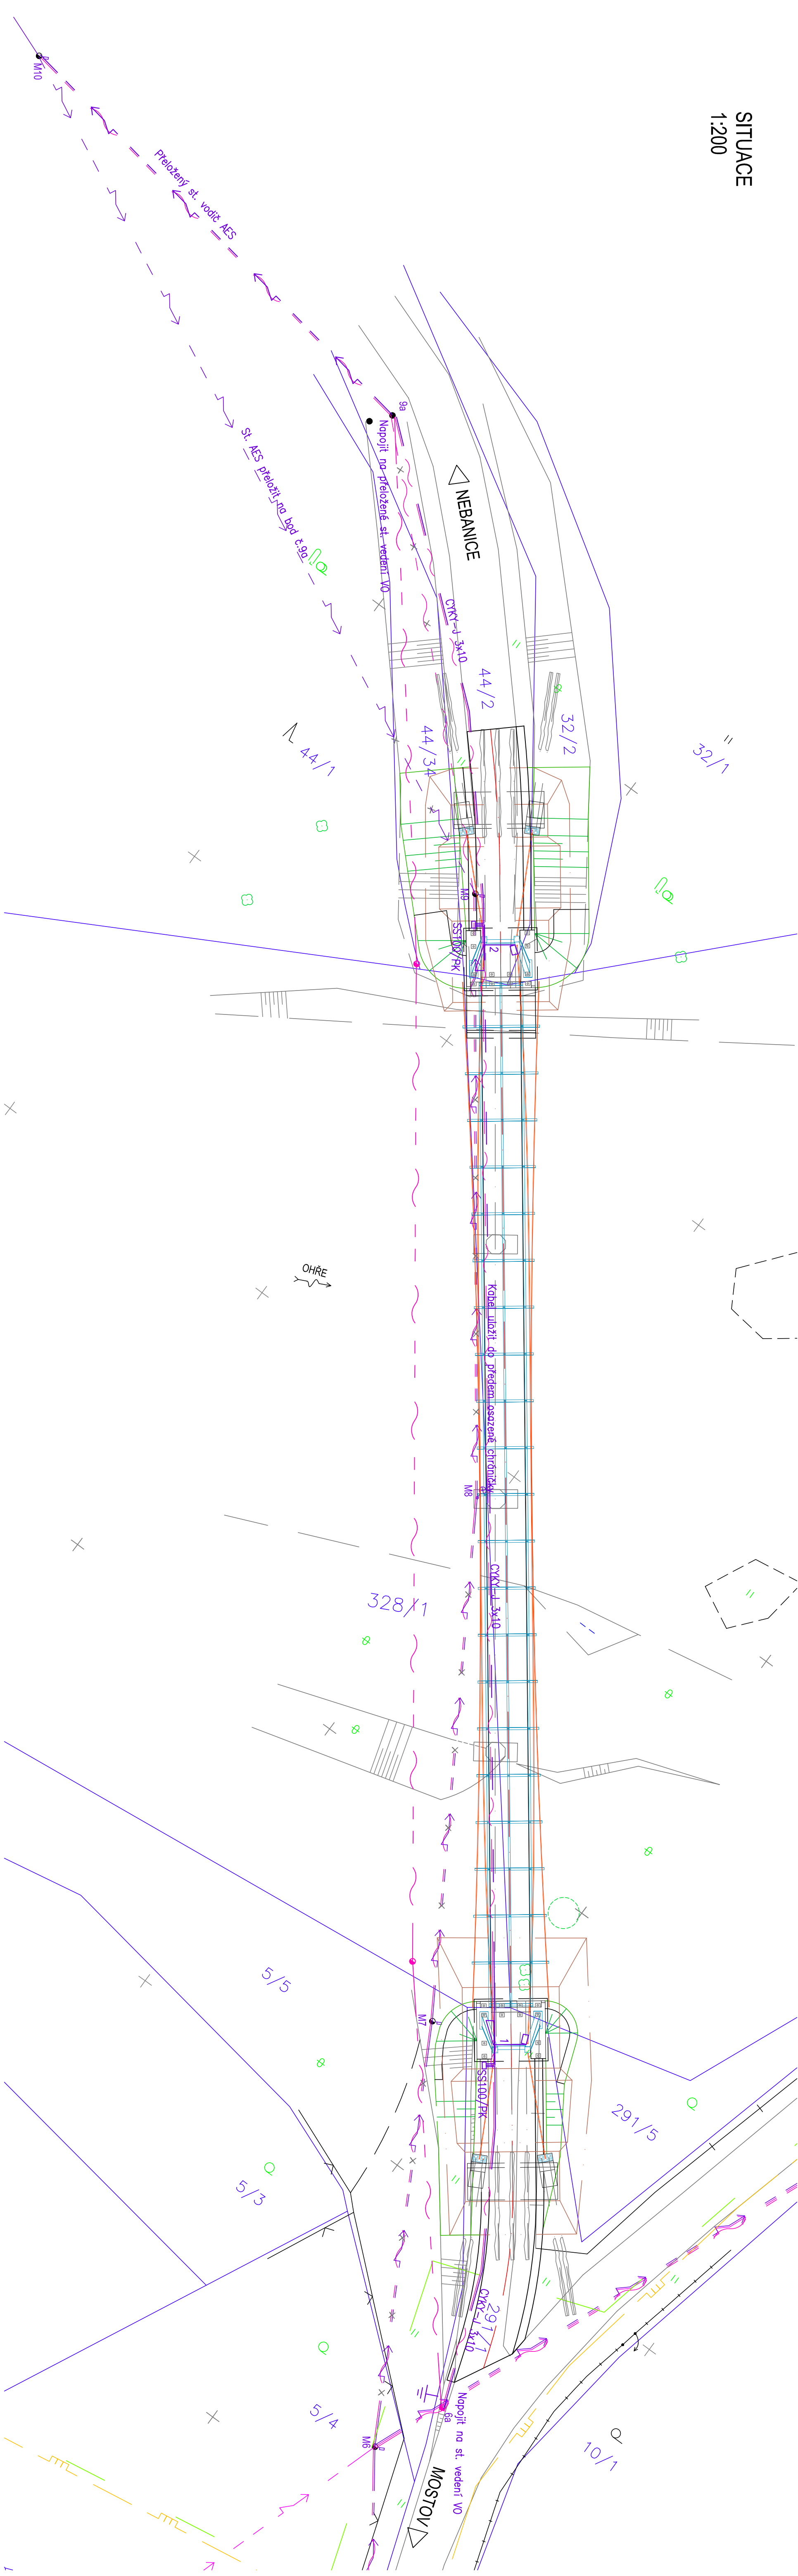 SITUACE
1:200
M10
Přeložený st. vodič AES
9a
Napojit na přeložené st. vedení VO
St. AES přeložit na bod č.9a
NEBANICE
CYKY-J 3x10
44/2
32/2
44/34
44/1
32/1
M9
SS100/PK
2
OHŘE
Kabel uložit do předem osazené chráničky
M8
CYKY-J 3x10
328/1
5/5
M7
1
SS100/PK
291/5
5/3
291/1
CYKY-J 3x10
6a
Napojit na st. vedení VO
5/4
M6
10/1
MOSTOV